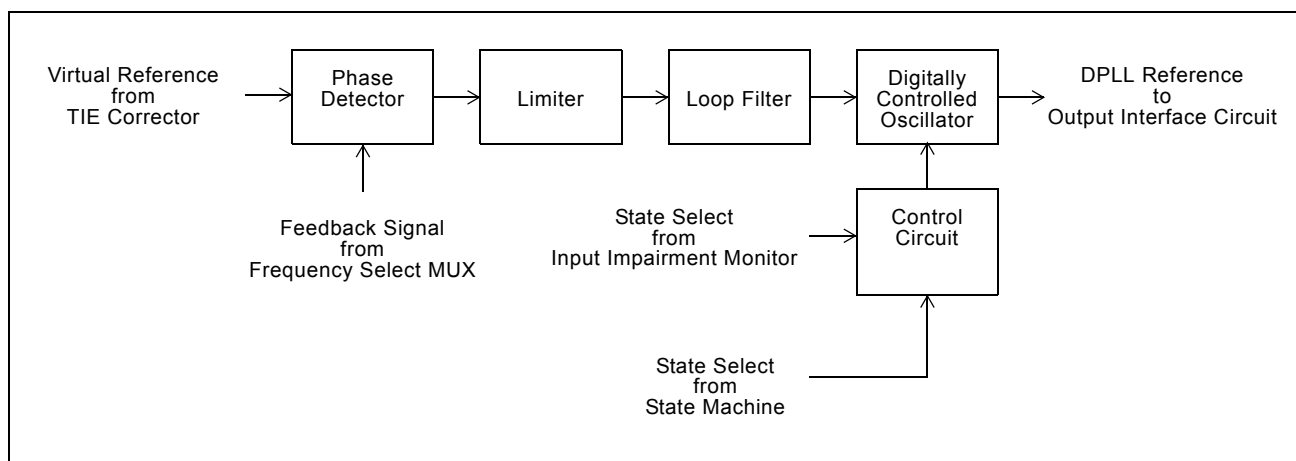 Virtual Reference
from
TIE Corrector
Phase
Detector
Limiter
Loop Filter
Digitally
Controlled
Oscillator
DPLL Reference
to
Output Interface Circuit
Feedback Signal
from
Frequency Select MUX
State Select
from
Input Impairment Monitor
Control
Circuit
State Select
from
State Machine